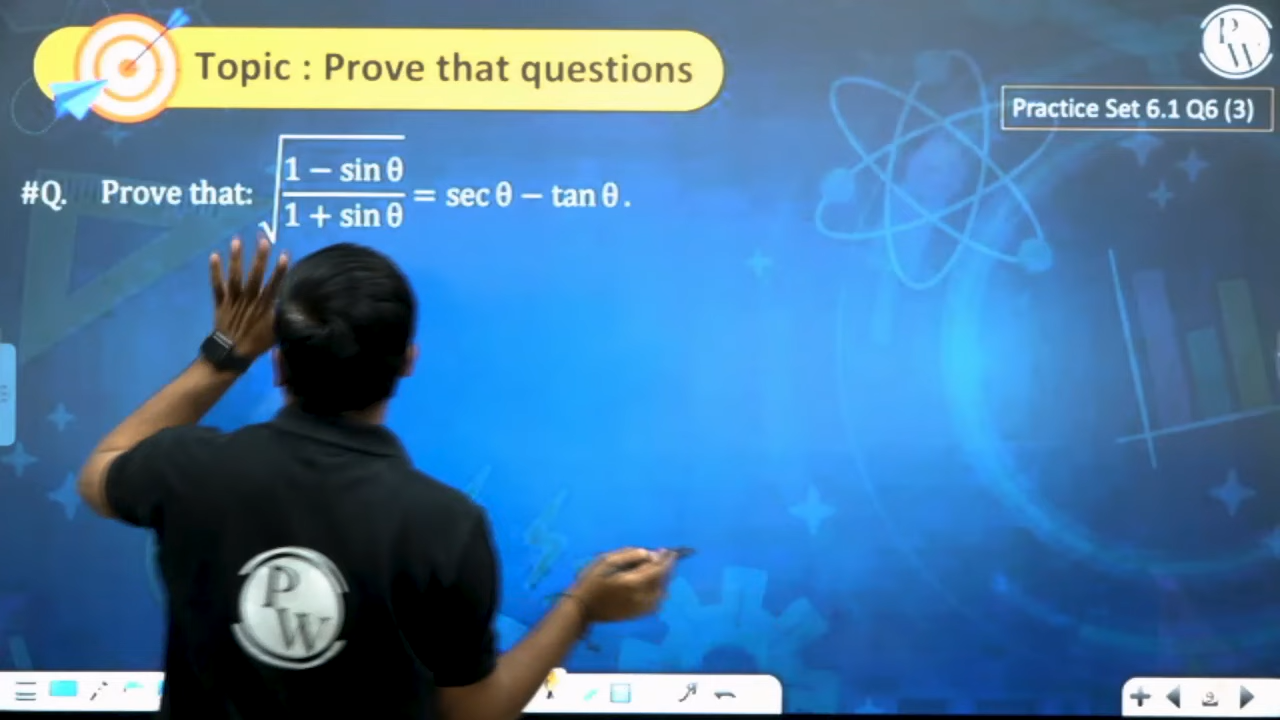 Topic : Prove that questions
PW
Practice Set 6.1 Q6 (3)
#Q. Prove that: √((1 − sin θ)/(1 + sin θ)) = sec θ − tan θ .
PW